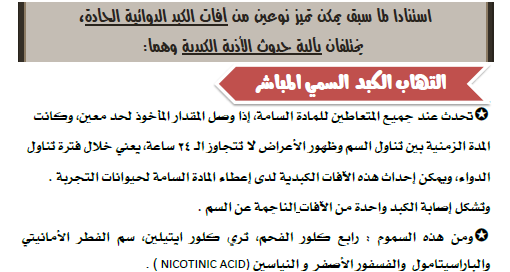 استنادا لما سبق يمكن تميز نوعين من آفات الكبد الدوائية الحادة،
يختلفان بآلية حدوث الأذية الكبدية وهما:
التهاب الكبد السمي المباشر
✪تحدث عند جميع المتعاطين للمادة السامة، إذا وصل المقدار المأخوذ لحد معين، وكانت
المدة الزمنية بين تناول السم وظهور الأعراض لا تتجاوز الـ ٢٤ ساعة، يعني خلال فترة تناول
الدواء، ويمكن إحداث هذه الآفات الكبدية لدى إعطاء المادة السامة لحيوانات التجربة .
وتشكل إصابة الكبد واحدة من الآفات الناجمة عن السم .
✪ومن هذه السموم : رابع كلور الفحم، ثري كلور ايتيلين، سم الفطر الأمانيتي
والباراسيتامول والفسفور الأصفر و النياسين (NICOTINIC ACID) .